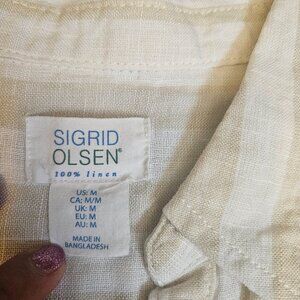 SIGRID
OLSEN®
100% linen
US: M
CA: M/M
UK: M
EU: M
AU: M
MADE IN
BANGLADESH